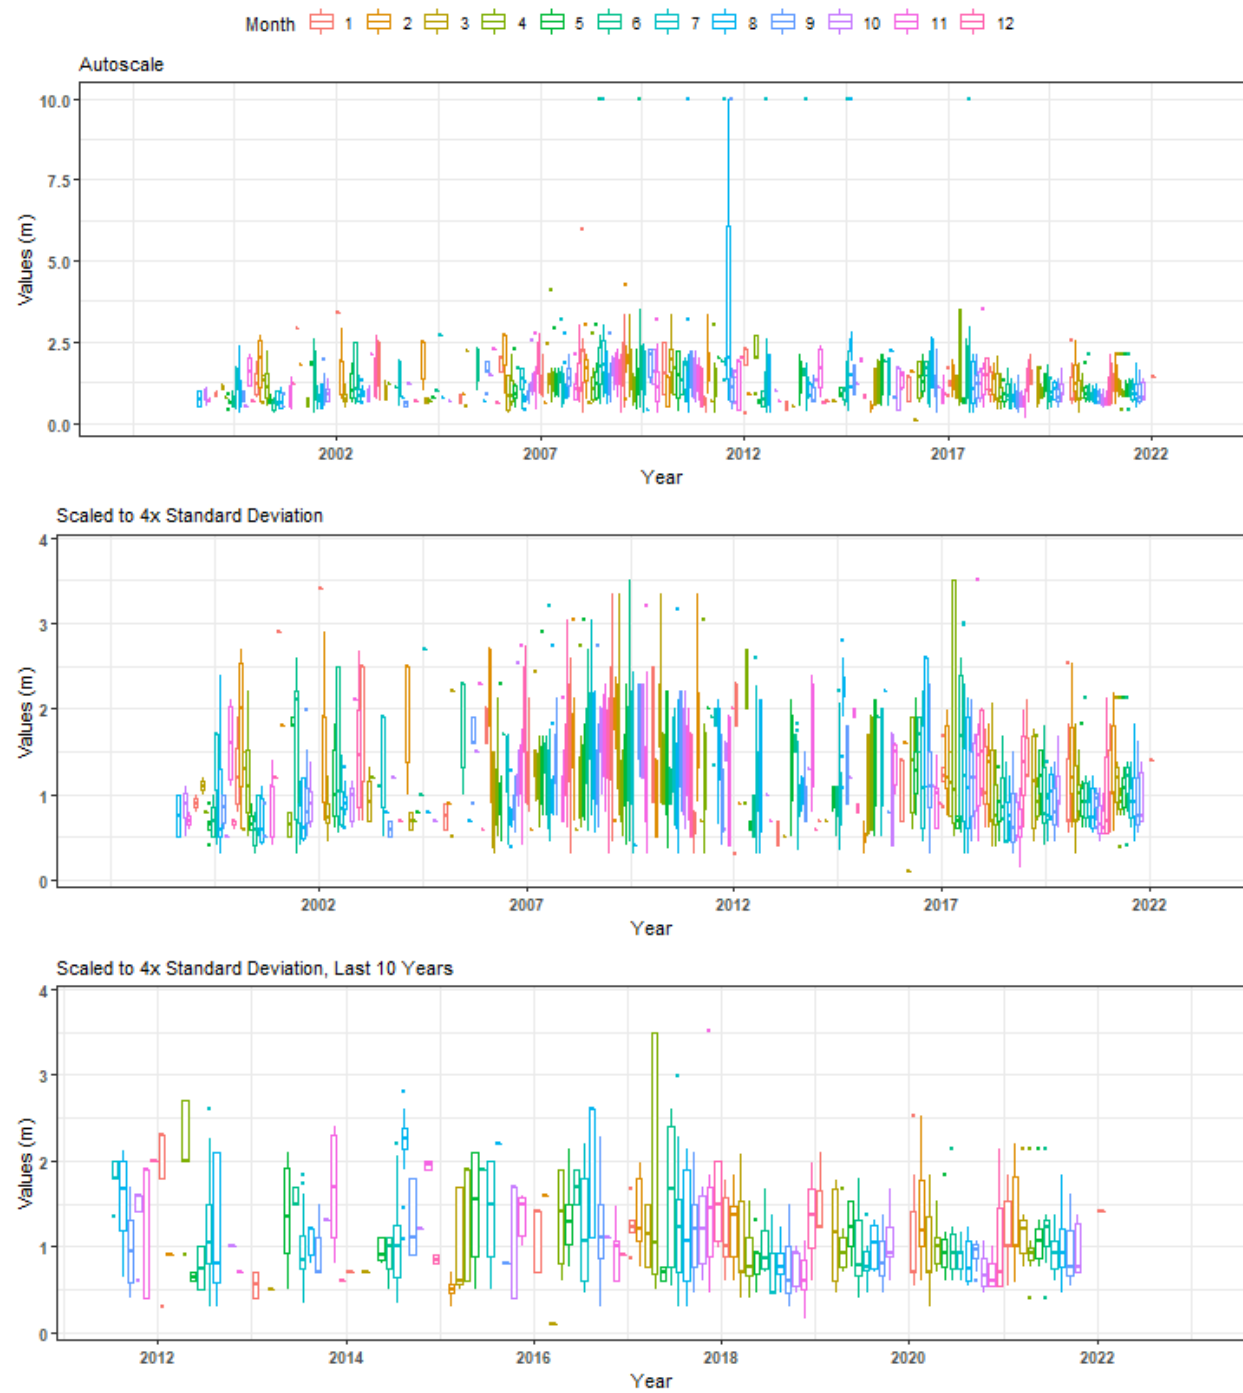 Month 1 2 3 4 5 6 7 8 9 10 11 12
Autoscale
10.0
7.5
5.0
2.5
0.0
Values (m)
2002 2007 2012 2017 2022
Year
Scaled to 4x Standard Deviation
4
3
2
1
0
Values (m)
2002 2007 2012 2017 2022
Year
Scaled to 4x Standard Deviation, Last 10 Years
4
3
2
1
0
Values (m)
2012 2014 2016 2018 2020 2022
Year